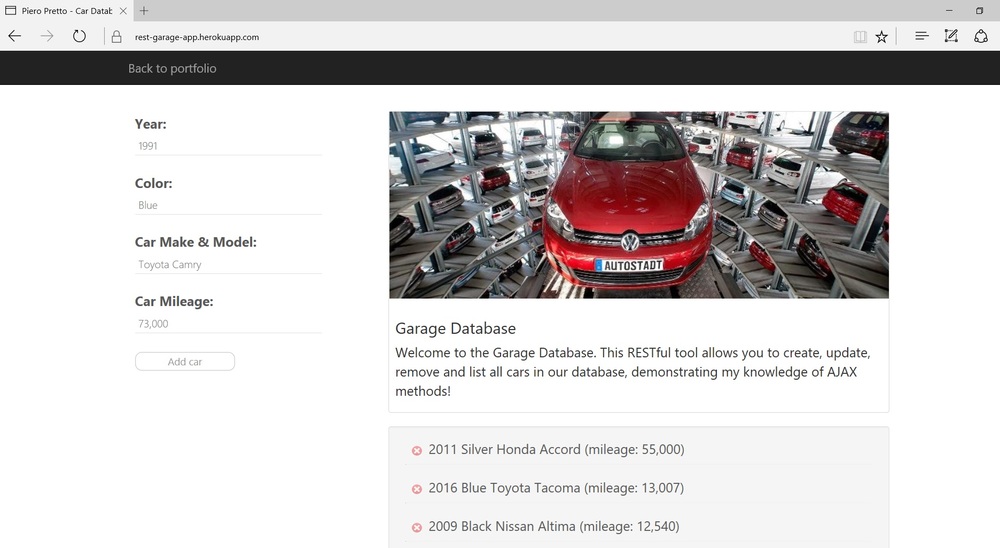 Piero Pretto - Car Datab
rest-garage-app.herokuapp.com
Back to portfolio
Year:
1991
Color:
Blue
Car Make & Model:
Toyota Camry
Car Mileage:
73,000
Add car
AUTOSTADT
Garage Database
Welcome to the Garage Database. This RESTful tool allows you to create, update,
remove and list all cars in our database, demonstrating my knowledge of AJAX
methods!
2011 Silver Honda Accord (mileage: 55,000)
2016 Blue Toyota Tacoma (mileage: 13,007)
2009 Black Nissan Altima (mileage: 12,540)